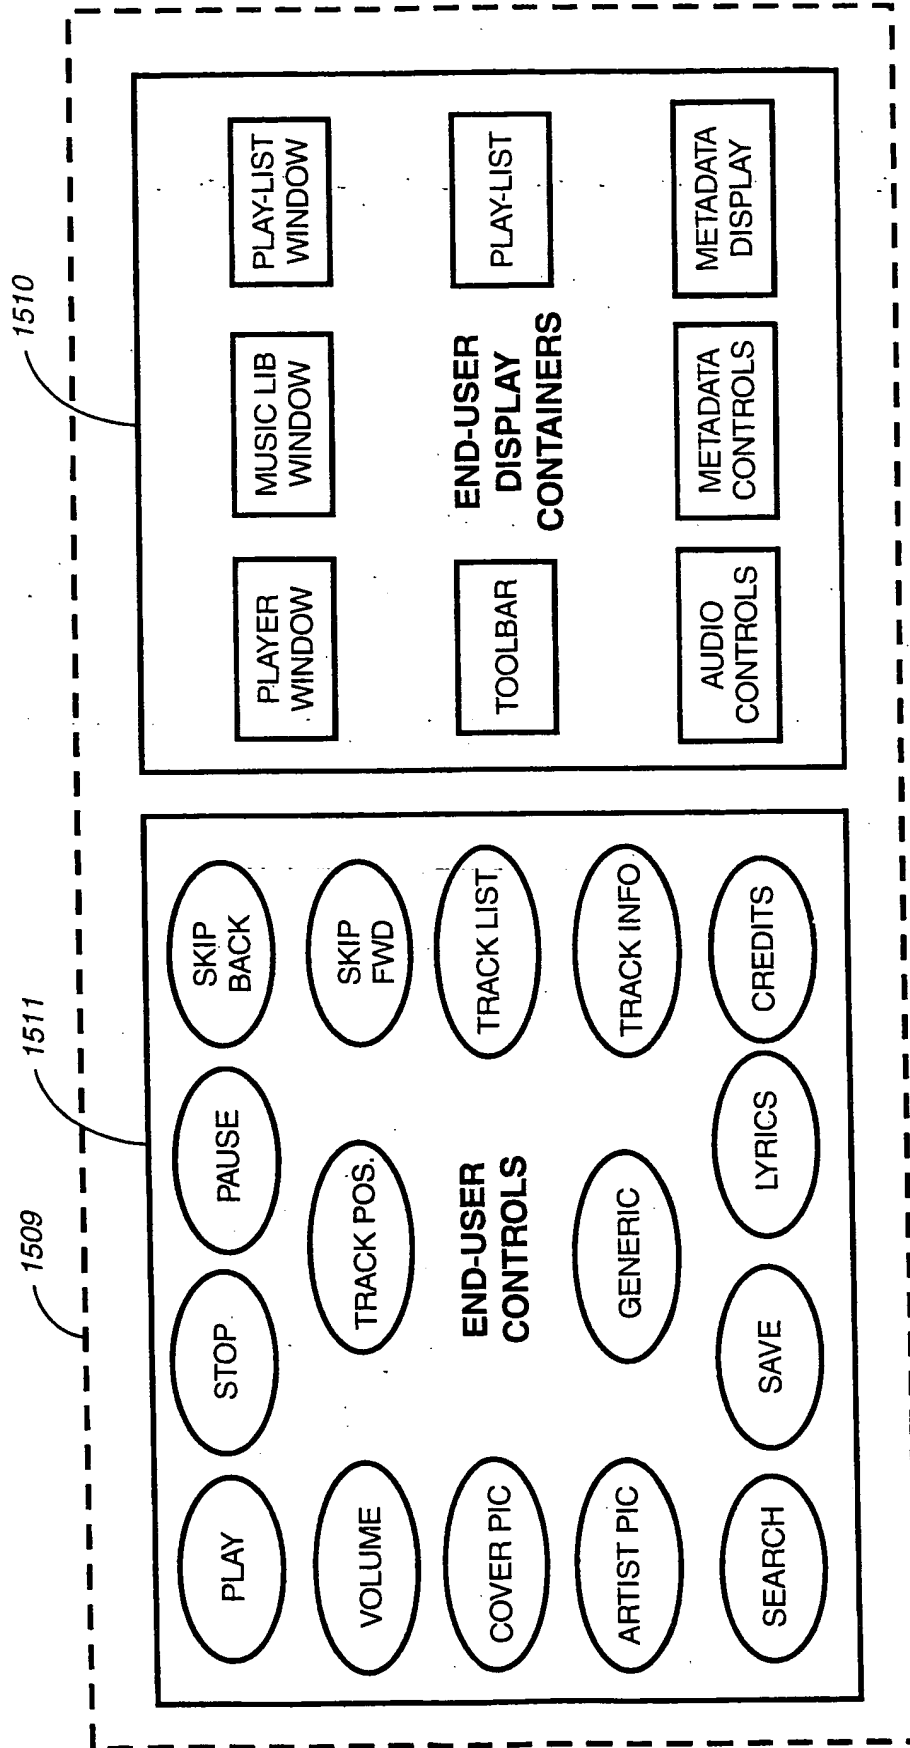 1509
1511
1510
PLAY
STOP
PAUSE
SKIP
BACK
VOLUME
TRACK POS.
SKIP
FWD
COVER PIC
END-USER
CONTROLS
TRACK LIST
ARTIST PIC
GENERIC
TRACK INFO
SEARCH
SAVE
LYRICS
CREDITS
PLAYER
WINDOW
MUSIC LIB
WINDOW
PLAY-LIST
WINDOW
TOOLBAR
END-USER
DISPLAY
CONTAINERS
PLAY-LIST
AUDIO
CONTROLS
METADATA
CONTROLS
METADATA
DISPLAY